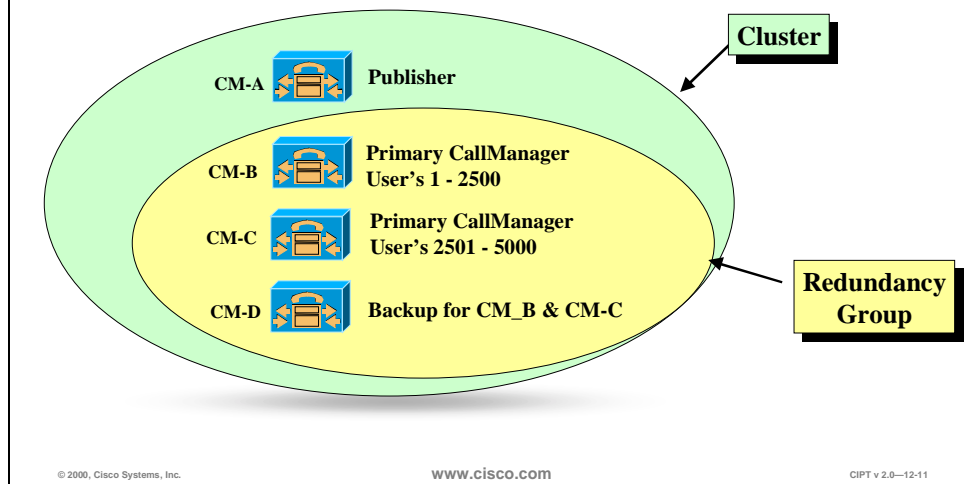 Cluster
CM-A
Publisher
CM-B
Primary CallManager
User's 1 - 2500
CM-C
Primary CallManager
User's 2501 - 5000
CM-D
Backup for CM_B & CM-C
Redundancy
Group
© 2000, Cisco Systems, Inc.
www.cisco.com
CIPT v 2.0—12-11